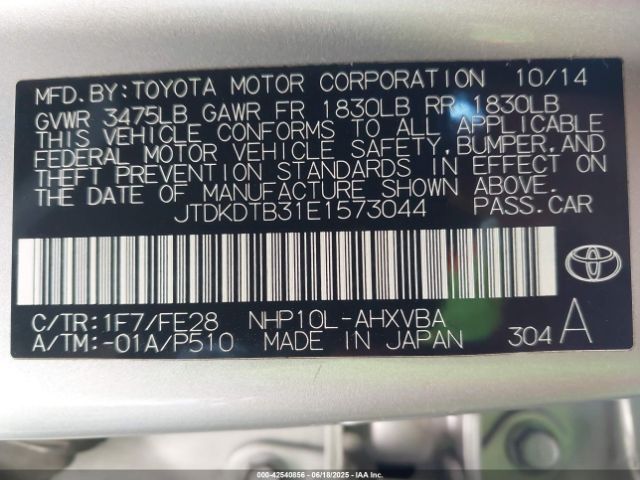 MFD.BY:TOYOTA MOTOR CORPORATION 10/14
GVWR 3475LB GAWR FR 1830LB RR 1830LB
THIS VEHICLE CONFORMS TO ALL APPLICABLE
FEDERAL MOTOR VEHICLE SAFETY,BUMPER,AND
THEFT PREVENTION STANDARDS IN EFFECT ON
THE DATE OF MANUFACTURE SHOWN ABOVE.
JTDKDTB31E1573044 PASS.CAR
C/TR:1F7/FE28 NHP10L-AHXVBA
A/TM:-01A/P510 MADE IN JAPAN 304 A
000-42540856 - 06/18/2025 - IAAI.COM